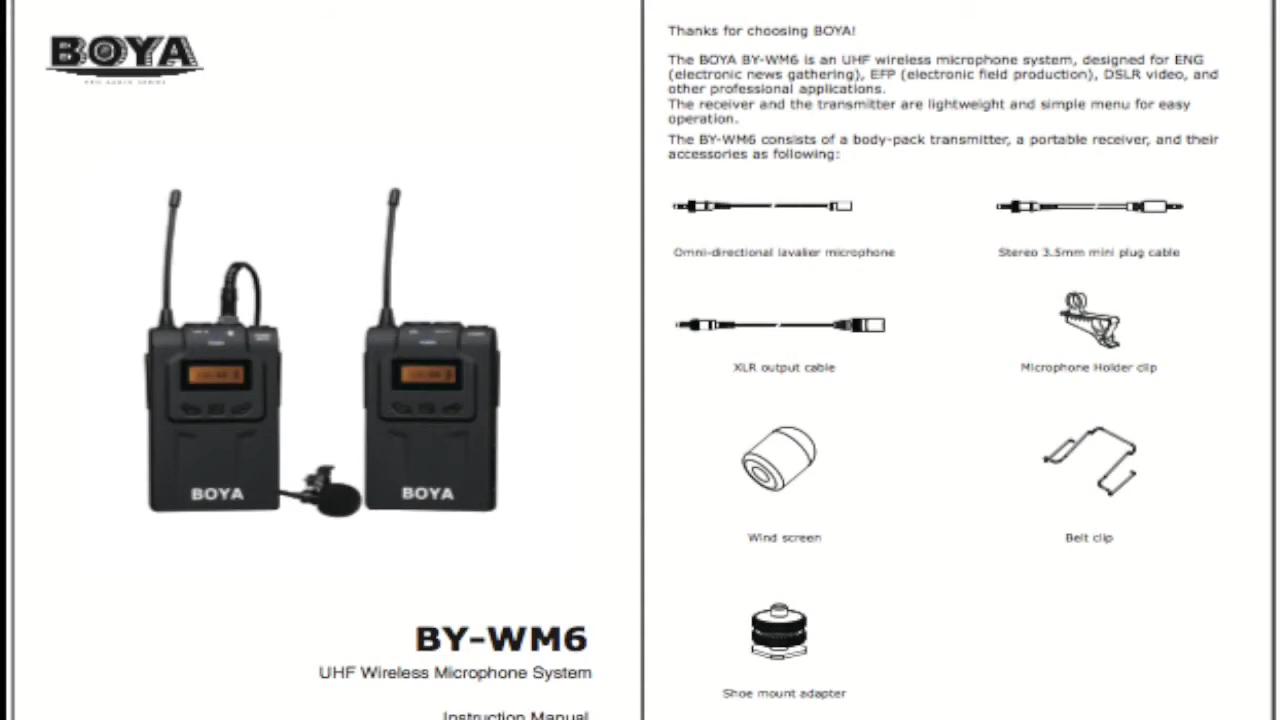 BOYA
PRO AUDIO SERIES
BOYA
BOYA
BY-WM6
UHF Wireless Microphone System
Instruction Manual
Thanks for choosing BOYA!
The BOYA BY-WM6 is an UHF wireless microphone system, designed for ENG
(electronic news gathering), EFP (electronic field production), DSLR video, and
other professional applications.
The receiver and the transmitter are lightweight and simple menu for easy
operation.
The BY-WM6 consists of a body-pack transmitter, a portable receiver, and their
accessories as following:
Omni-directional lavalier microphone
Stereo 3.5mm mini plug cable
XLR output cable
Microphone Holder clip
Wind screen
Belt clip
Shoe mount adapter